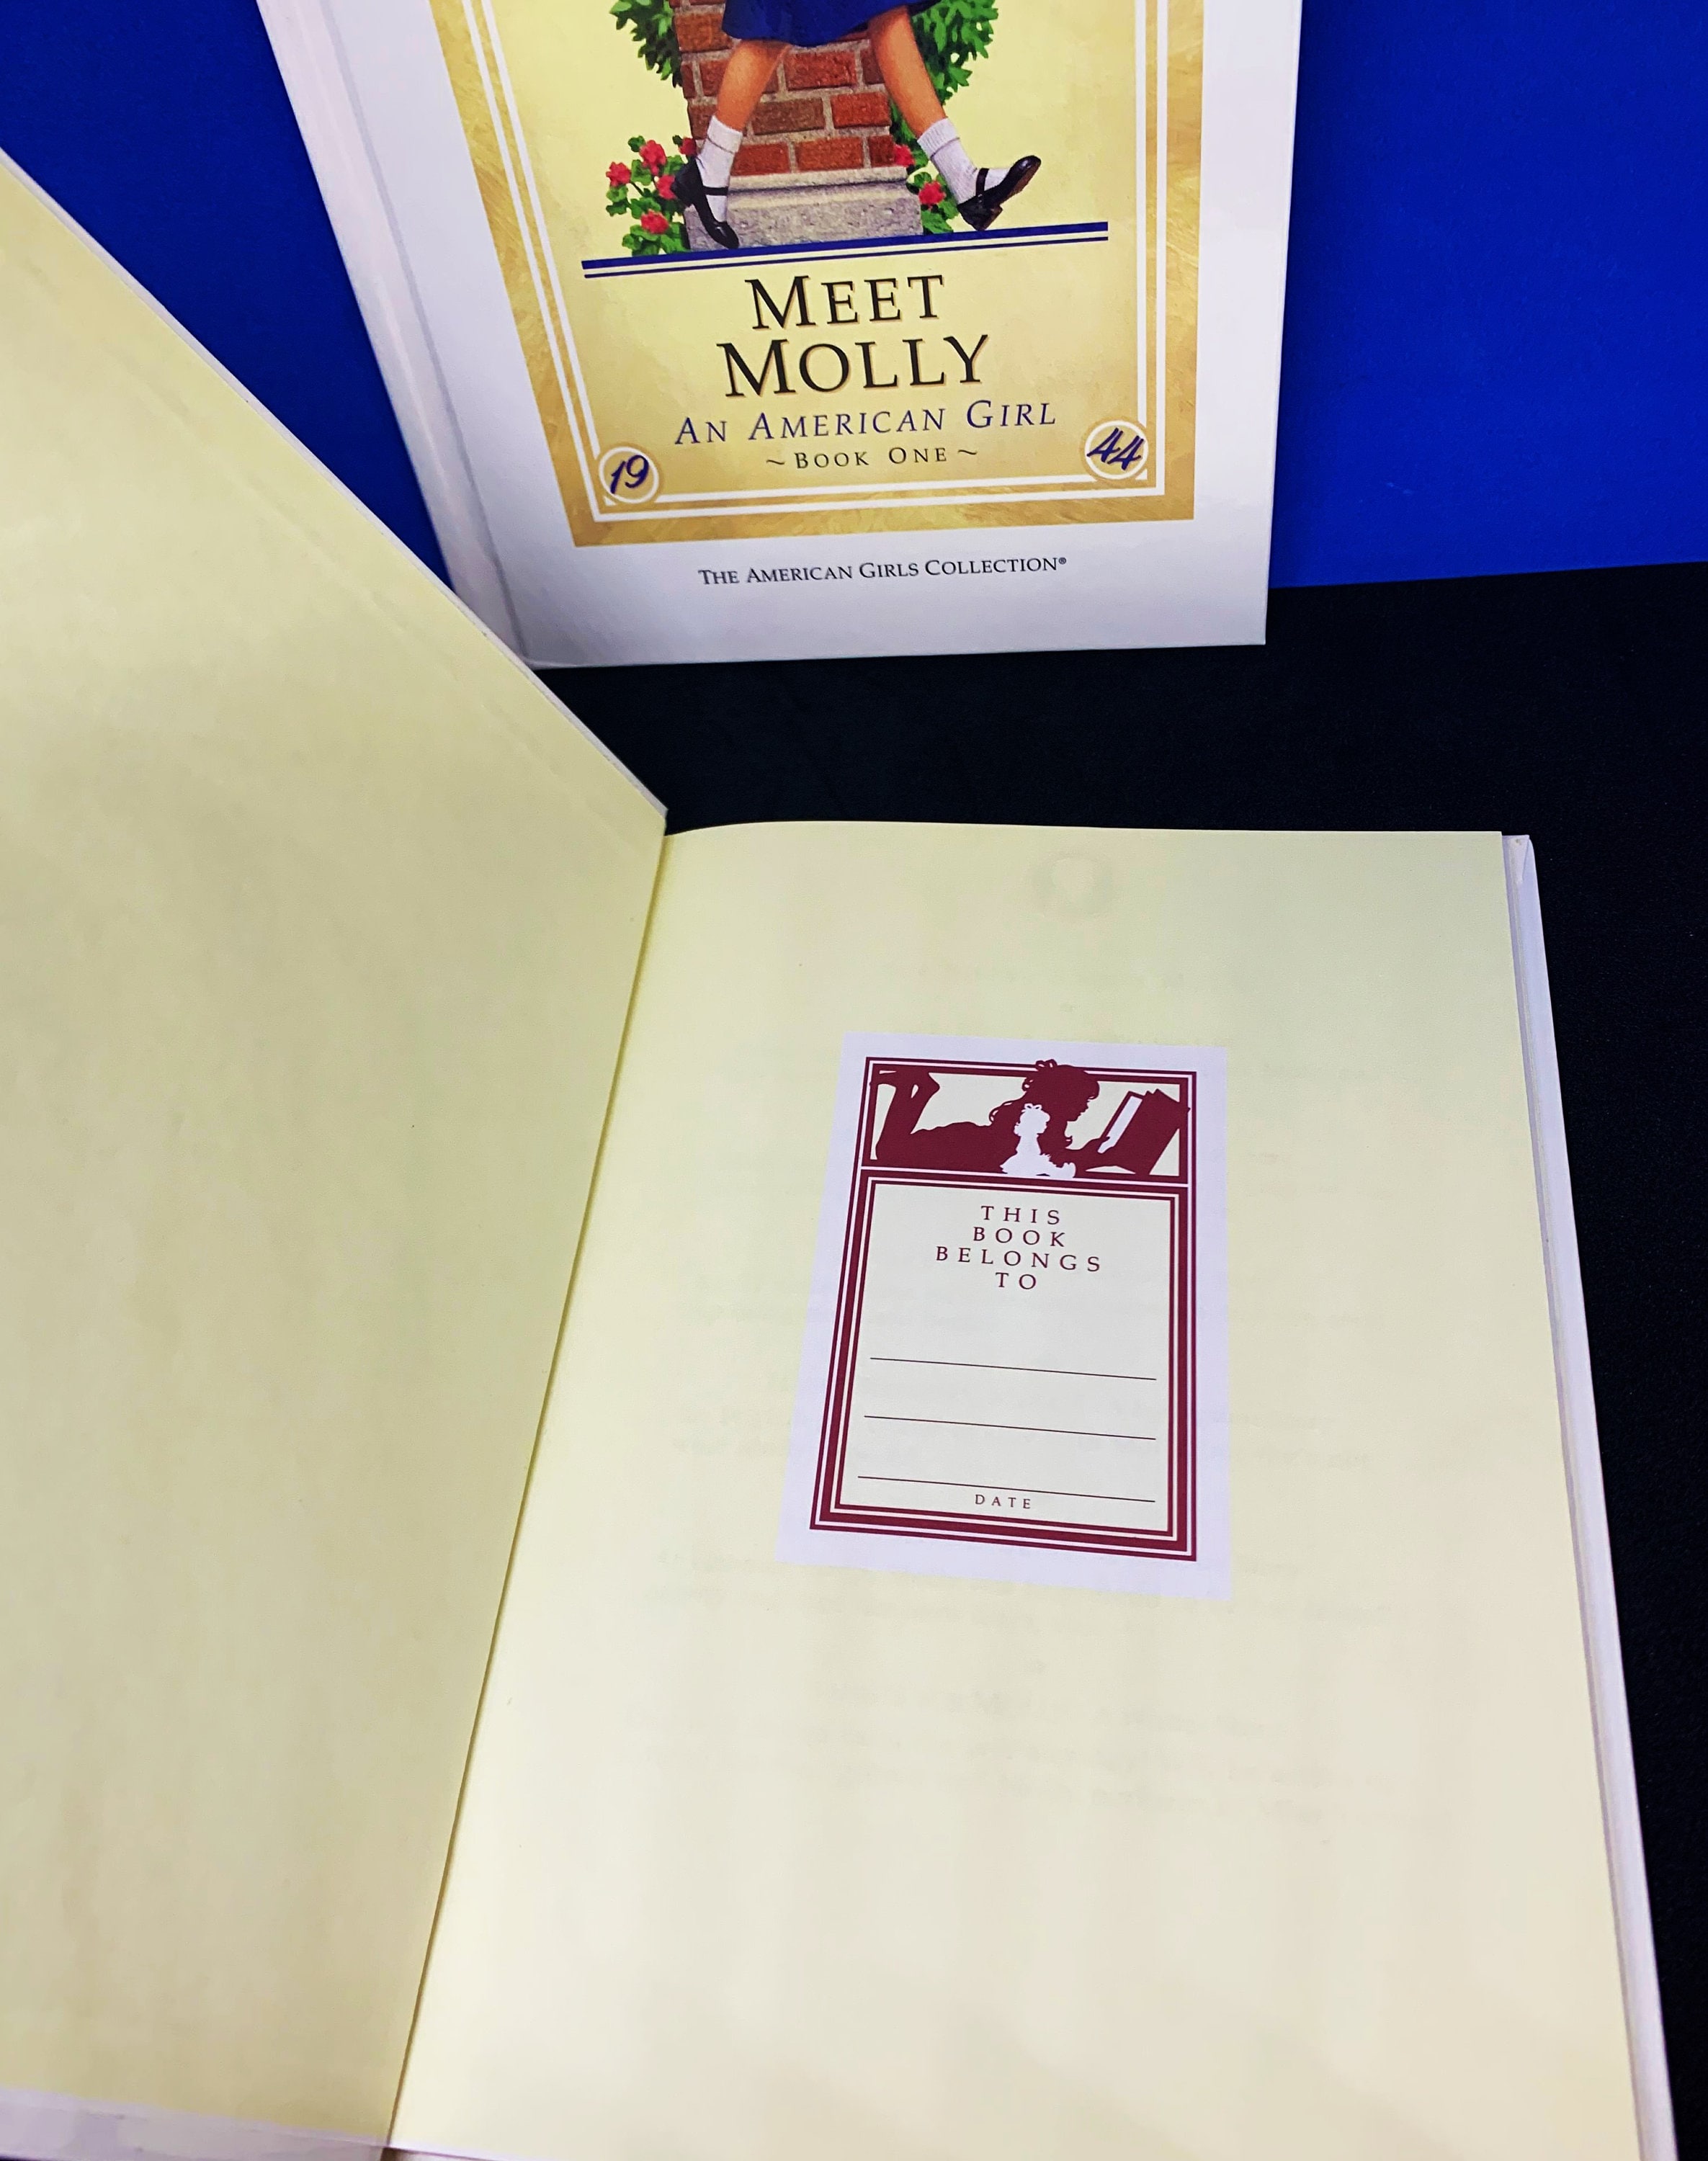 MEET
MOLLY
AN AMERICAN GIRL
~ BOOK ONE ~
19 44
THE AMERICAN GIRLS COLLECTION®
THIS
BOOK
BELONGS
TO
DATE